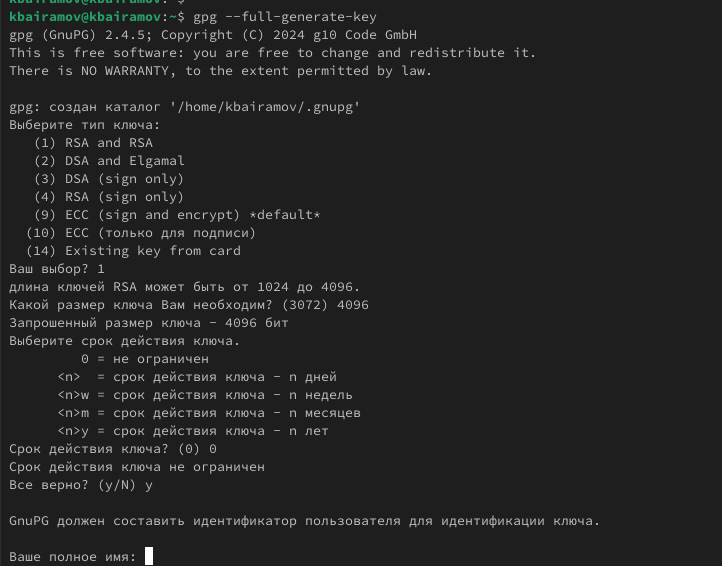 kbairamov@kbairamov:~$ gpg --full-generate-key
gpg (GnuPG) 2.4.5; Copyright (C) 2024 g10 Code GmbH
This is free software: you are free to change and redistribute it.
There is NO WARRANTY, to the extent permitted by law.
gpg: создан каталог '/home/kbairamov/.gnupg'
Выберите тип ключа:
(1) RSA and RSA
(2) DSA and Elgamal
(3) DSA (sign only)
(4) RSA (sign only)
(9) ECC (sign and encrypt) *default*
(10) ECC (только для подписи)
(14) Existing key from card
Ваш выбор? 1
длина ключей RSA может быть от 1024 до 4096.
Какой размер ключа Вам необходим? (3072) 4096
Запрошенный размер ключа - 4096 бит
Выберите срок действия ключа.
0 = не ограничен
<n> = срок действия ключа - n дней
<n>w = срок действия ключа - n недель
<n>m = срок действия ключа - n месяцев
<n>y = срок действия ключа - n лет
Срок действия ключа? (0) 0
Срок действия ключа не ограничен
Все верно? (y/N) y
GnuPG должен составить идентификатор пользователя для идентификации ключа.
Ваше полное имя: